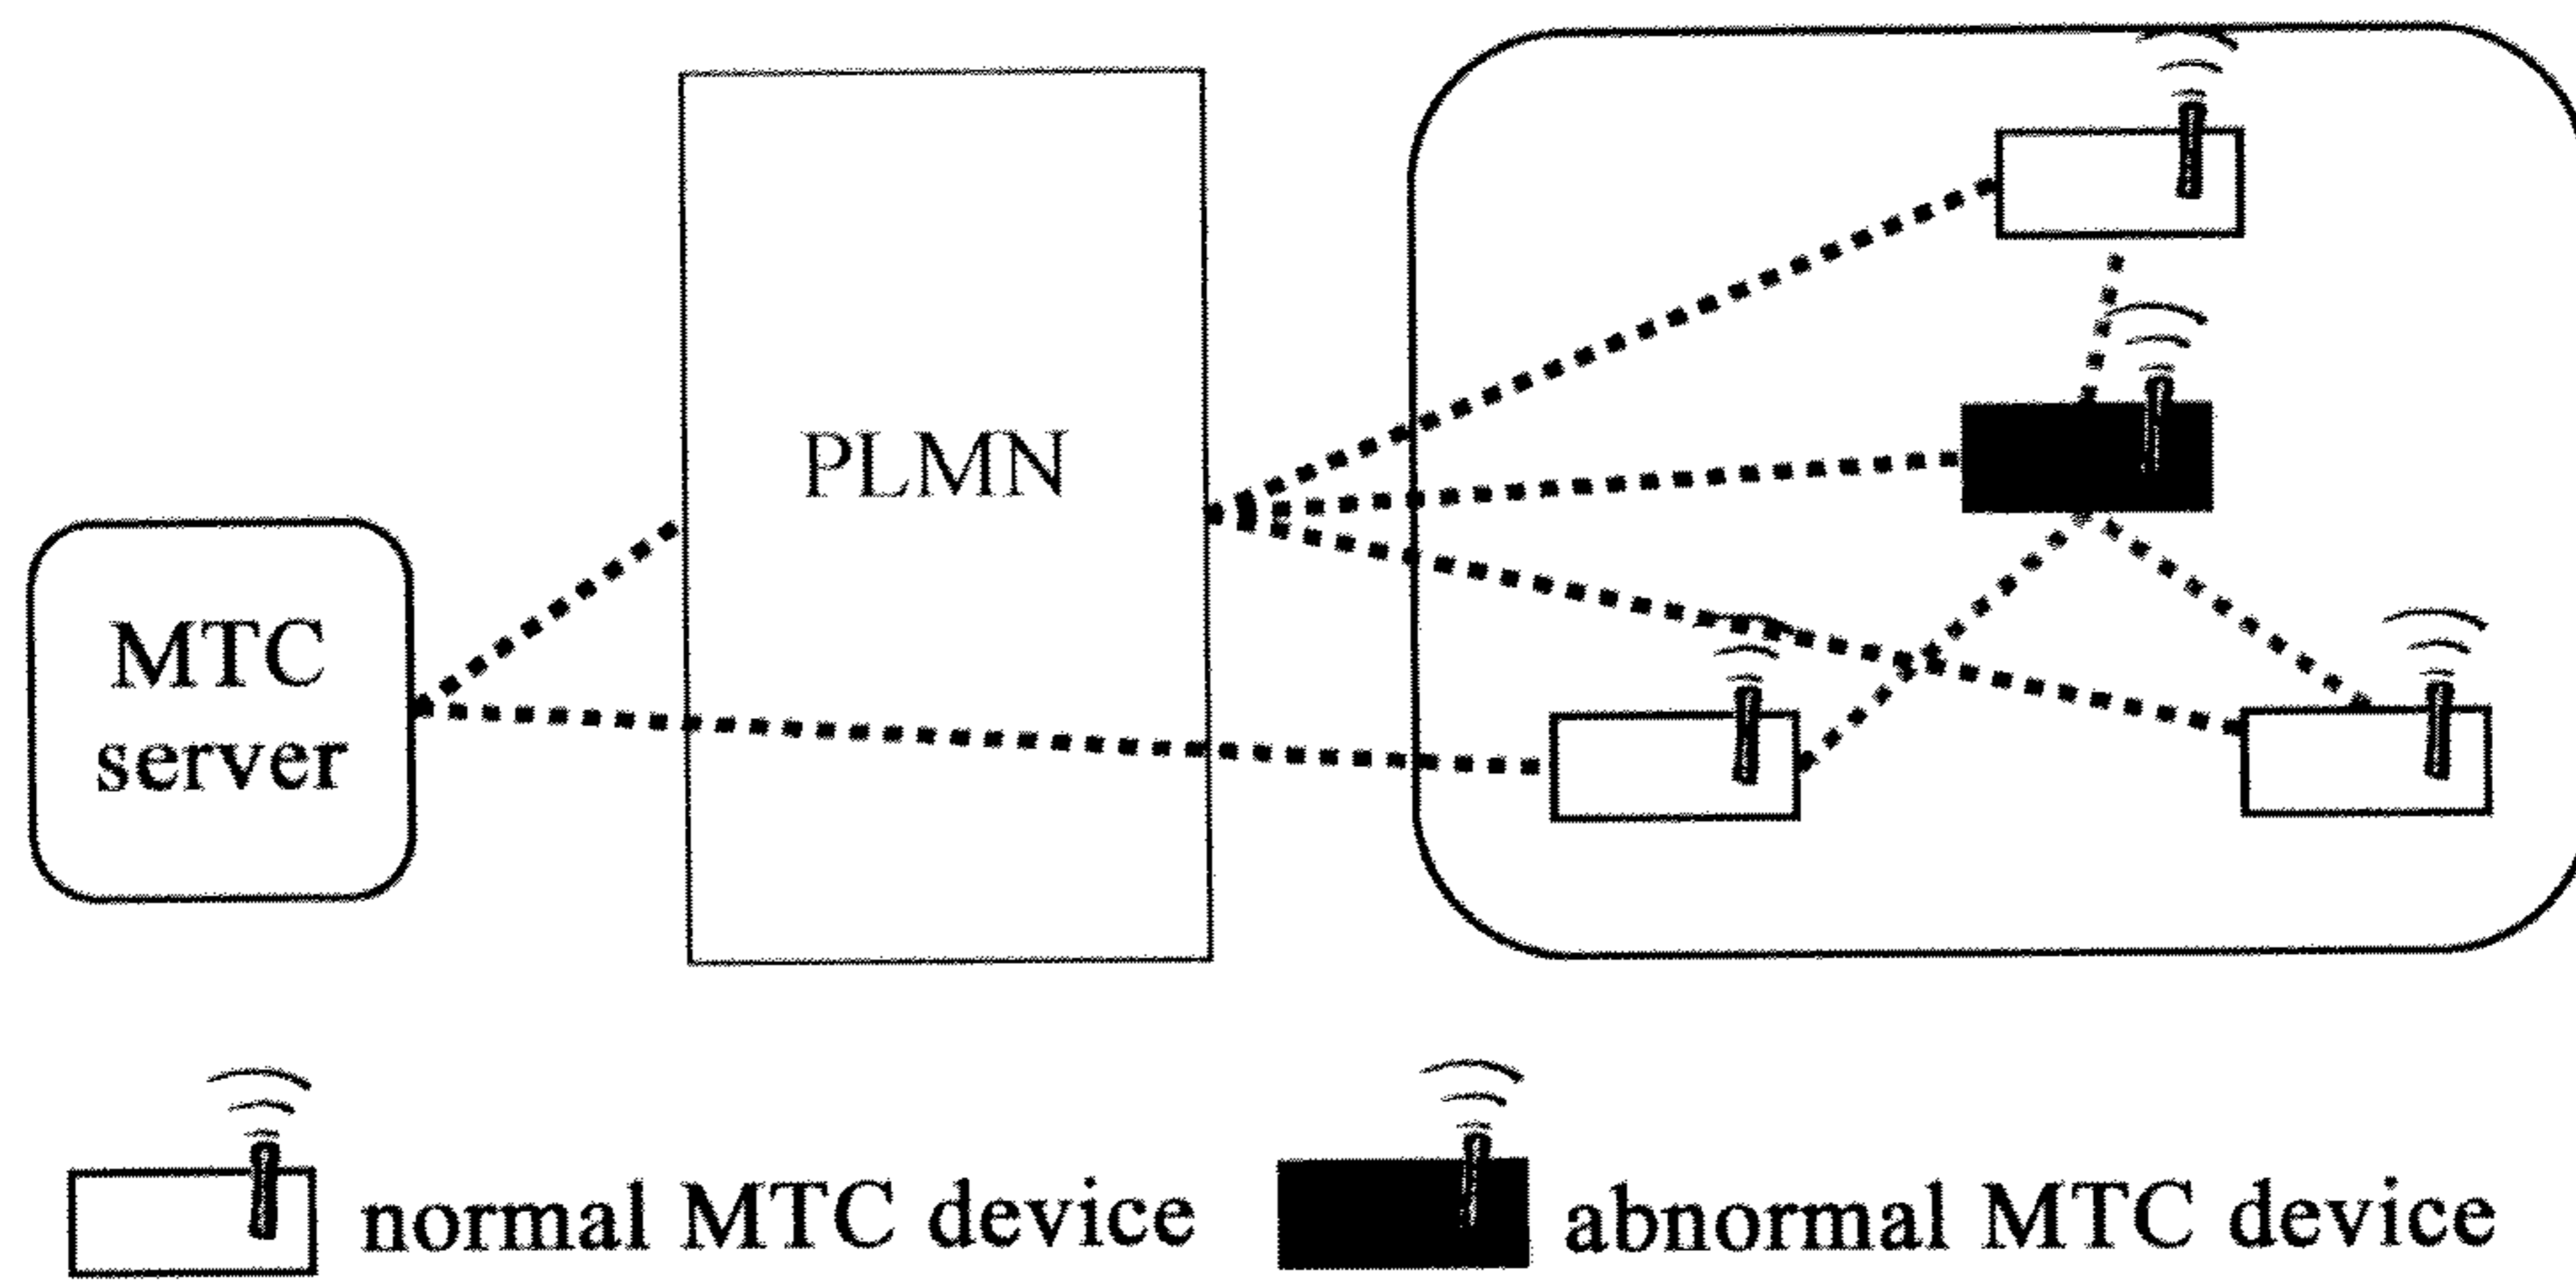 PLMN
MTC
server
normal MTC device
abnormal MTC device